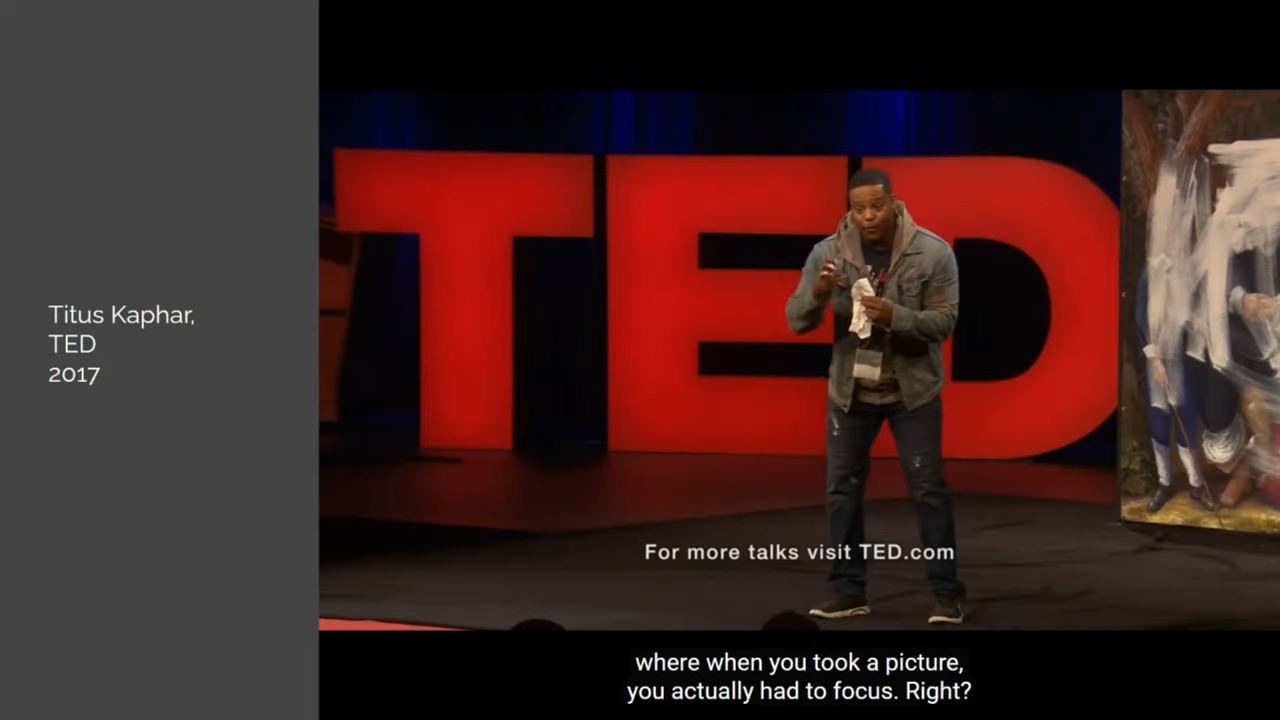 Titus Kaphar,
TED
2017
TED
For more talks visit TED.com
where when you took a picture,
you actually had to focus. Right?